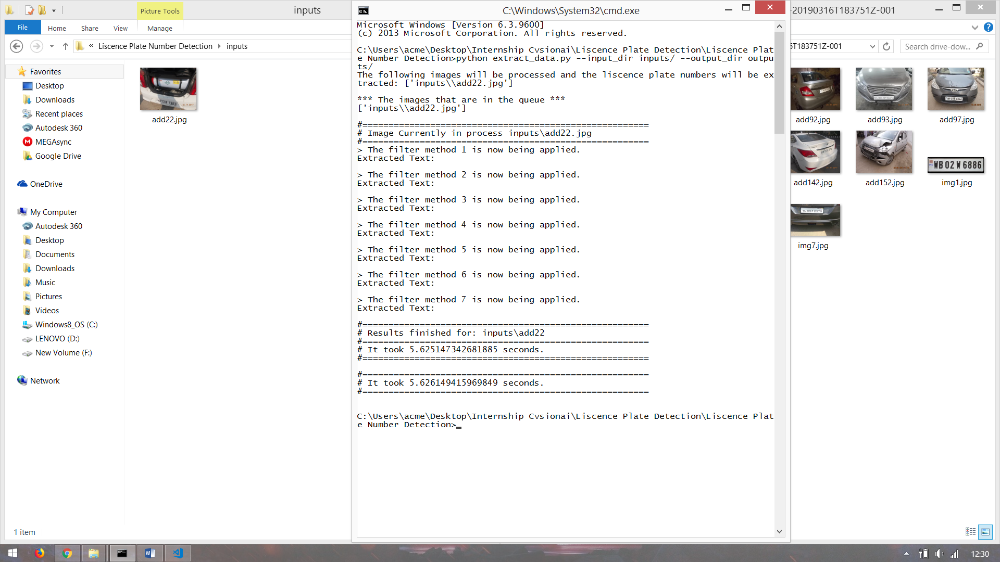 Picture Tools
inputs
File
Home
Share
View
Manage
« Liscence Plate Number Detection
inputs
Favorites
Desktop
Downloads
Recent places
Autodesk 360
MEGAsync
Google Drive
OneDrive
My Computer
Autodesk 360
Desktop
Documents
Downloads
Music
Pictures
Videos
Windows8_OS (C:)
LENOVO (D:)
New Volume (F:)
Network
add22.jpg
1 item
C:\Windows\System32\cmd.exe
Microsoft Windows [Version 6.3.9600]
(c) 2013 Microsoft Corporation. All rights reserved.
C:\Users\acme\Desktop\Internship Cvsionai\Liscence Plate Detection\Liscence Plat
e Number Detection>python extract_data.py --input_dir inputs/ --output_dir outpu
ts/
The following images will be processed and the liscence plate numbers will be ex
tracted: ['inputs\\add22.jpg']
*** The images that are in the queue ***
['inputs\\add22.jpg']
#=======================================================
# Image Currently in process inputs\add22.jpg
#=======================================================
> The filter method 1 is now being applied.
Extracted Text:
> The filter method 2 is now being applied.
Extracted Text:
> The filter method 3 is now being applied.
Extracted Text:
> The filter method 4 is now being applied.
Extracted Text:
> The filter method 5 is now being applied.
Extracted Text:
> The filter method 6 is now being applied.
Extracted Text:
> The filter method 7 is now being applied.
Extracted Text:
#=======================================================
# Results finished for: inputs\add22
#=======================================================
# It took 5.625147342681885 seconds.
#=======================================================
#=======================================================
# It took 5.626149415969849 seconds.
#=======================================================
C:\Users\acme\Desktop\Internship Cvsionai\Liscence Plate Detection\Liscence Plat
e Number Detection>
-20190316T183751Z-001
6T183751Z-001
Search drive-dow...
add92.jpg
add93.jpg
add97.jpg
WB 02 W 6886
add142.jpg
add152.jpg
img1.jpg
img7.jpg
12:30